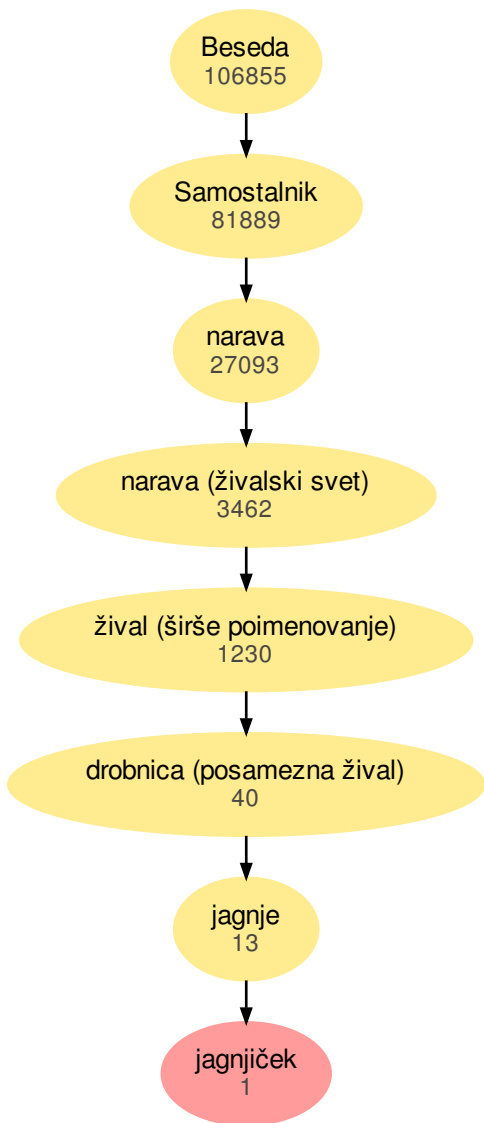 Beseda
106855
Samostalnik
81889
narava
27093
narava (živalski svet)
3462
žival (širše poimenovanje)
1230
drobnica (posamezna žival)
40
jagnje
13
jagnjiček
1